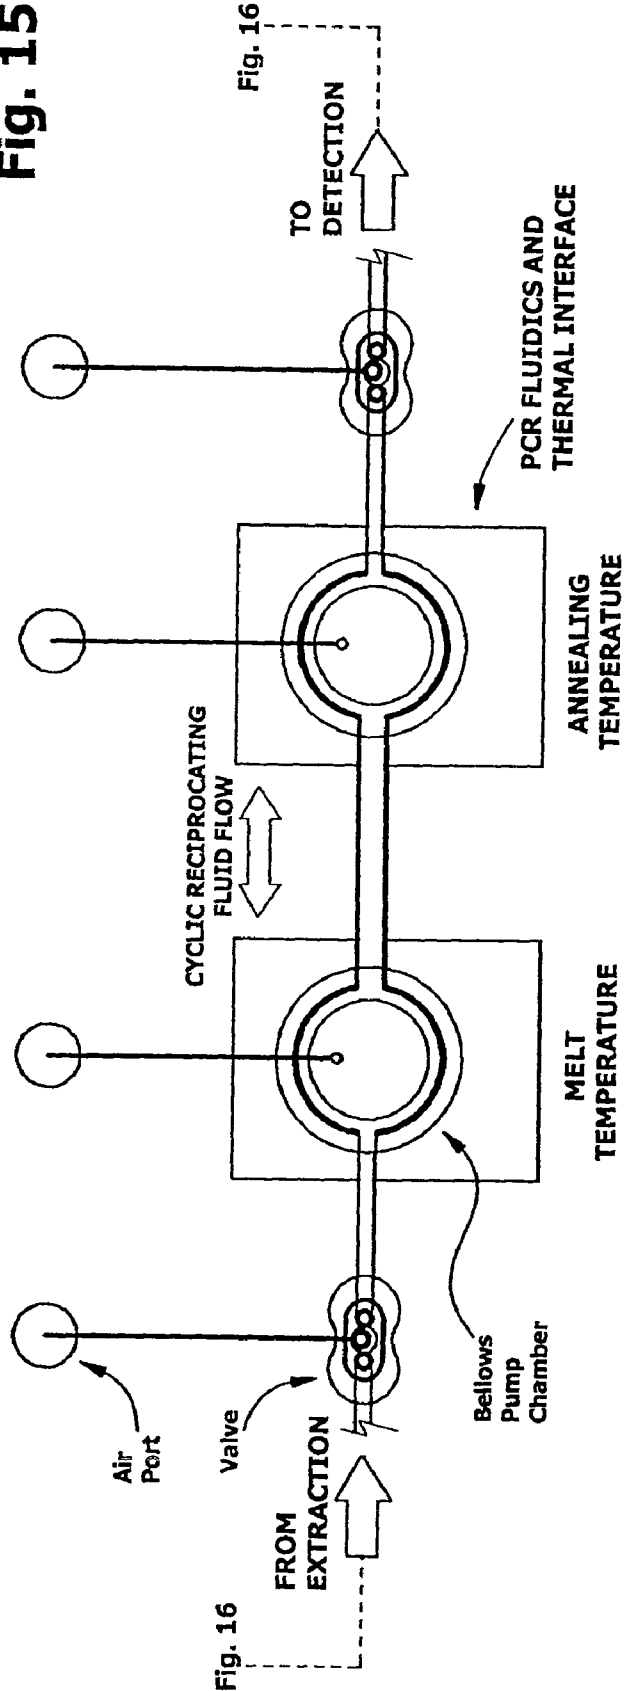 Fig. 15
Fig. 16
FROM
EXTRACTION
Air
Port
Valve
Bellows
Pump
Chamber
MELT
TEMPERATURE
CYCLIC RECIPROCATING
FLUID FLOW
ANNEALING
TEMPERATURE
PCR FLUIDICS AND
THERMAL INTERFACE
TO
DETECTION
Fig. 16